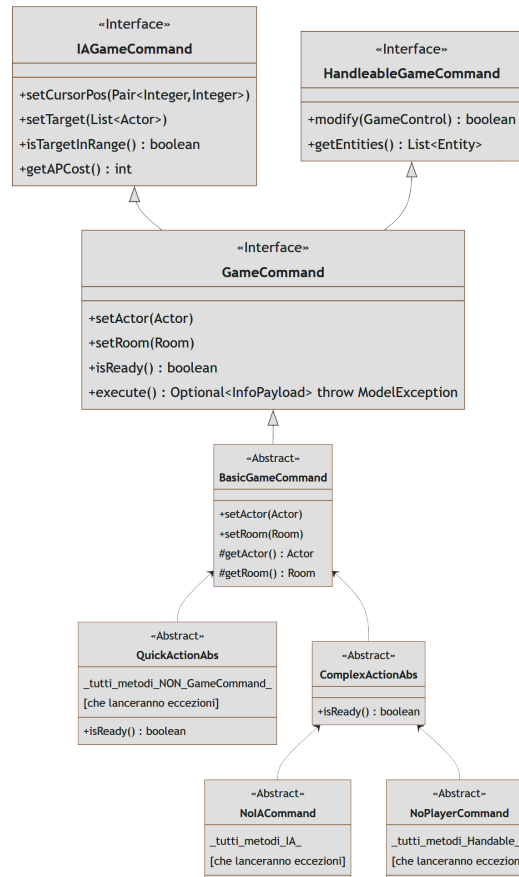 «Interface»
IAGameCommand
+setCursorPos(Pair<Integer,Integer>)
+setTarget(List<Actor>)
+isTargetInRange() : boolean
+getAPCost() : int
«Interface»
HandleableGameCommand
+modify(GameControl) : boolean
+getEntities() : List<Entity>
«Interface»
GameCommand
+setActor(Actor)
+setRoom(Room)
+isReady() : boolean
+execute() : Optional<InfoPayload> throw ModelException
«Abstract»
BasicGameCommand
+setActor(Actor)
+setRoom(Room)
#getActor() : Actor
#getRoom() : Room
«Abstract»
QuickActionAbs
_tutti_metodi_NON_GameCommand_
[che lanceranno eccezioni]
+isReady() : boolean
«Abstract»
ComplexActionAbs
+isReady() : boolean
«Abstract»
NoIACommand
_tutti_metodi_IA_
[che lanceranno eccezioni]
«Abstract»
NoPlayerCommand
_tutti_metodi_Handable_
[che lanceranno eccezion